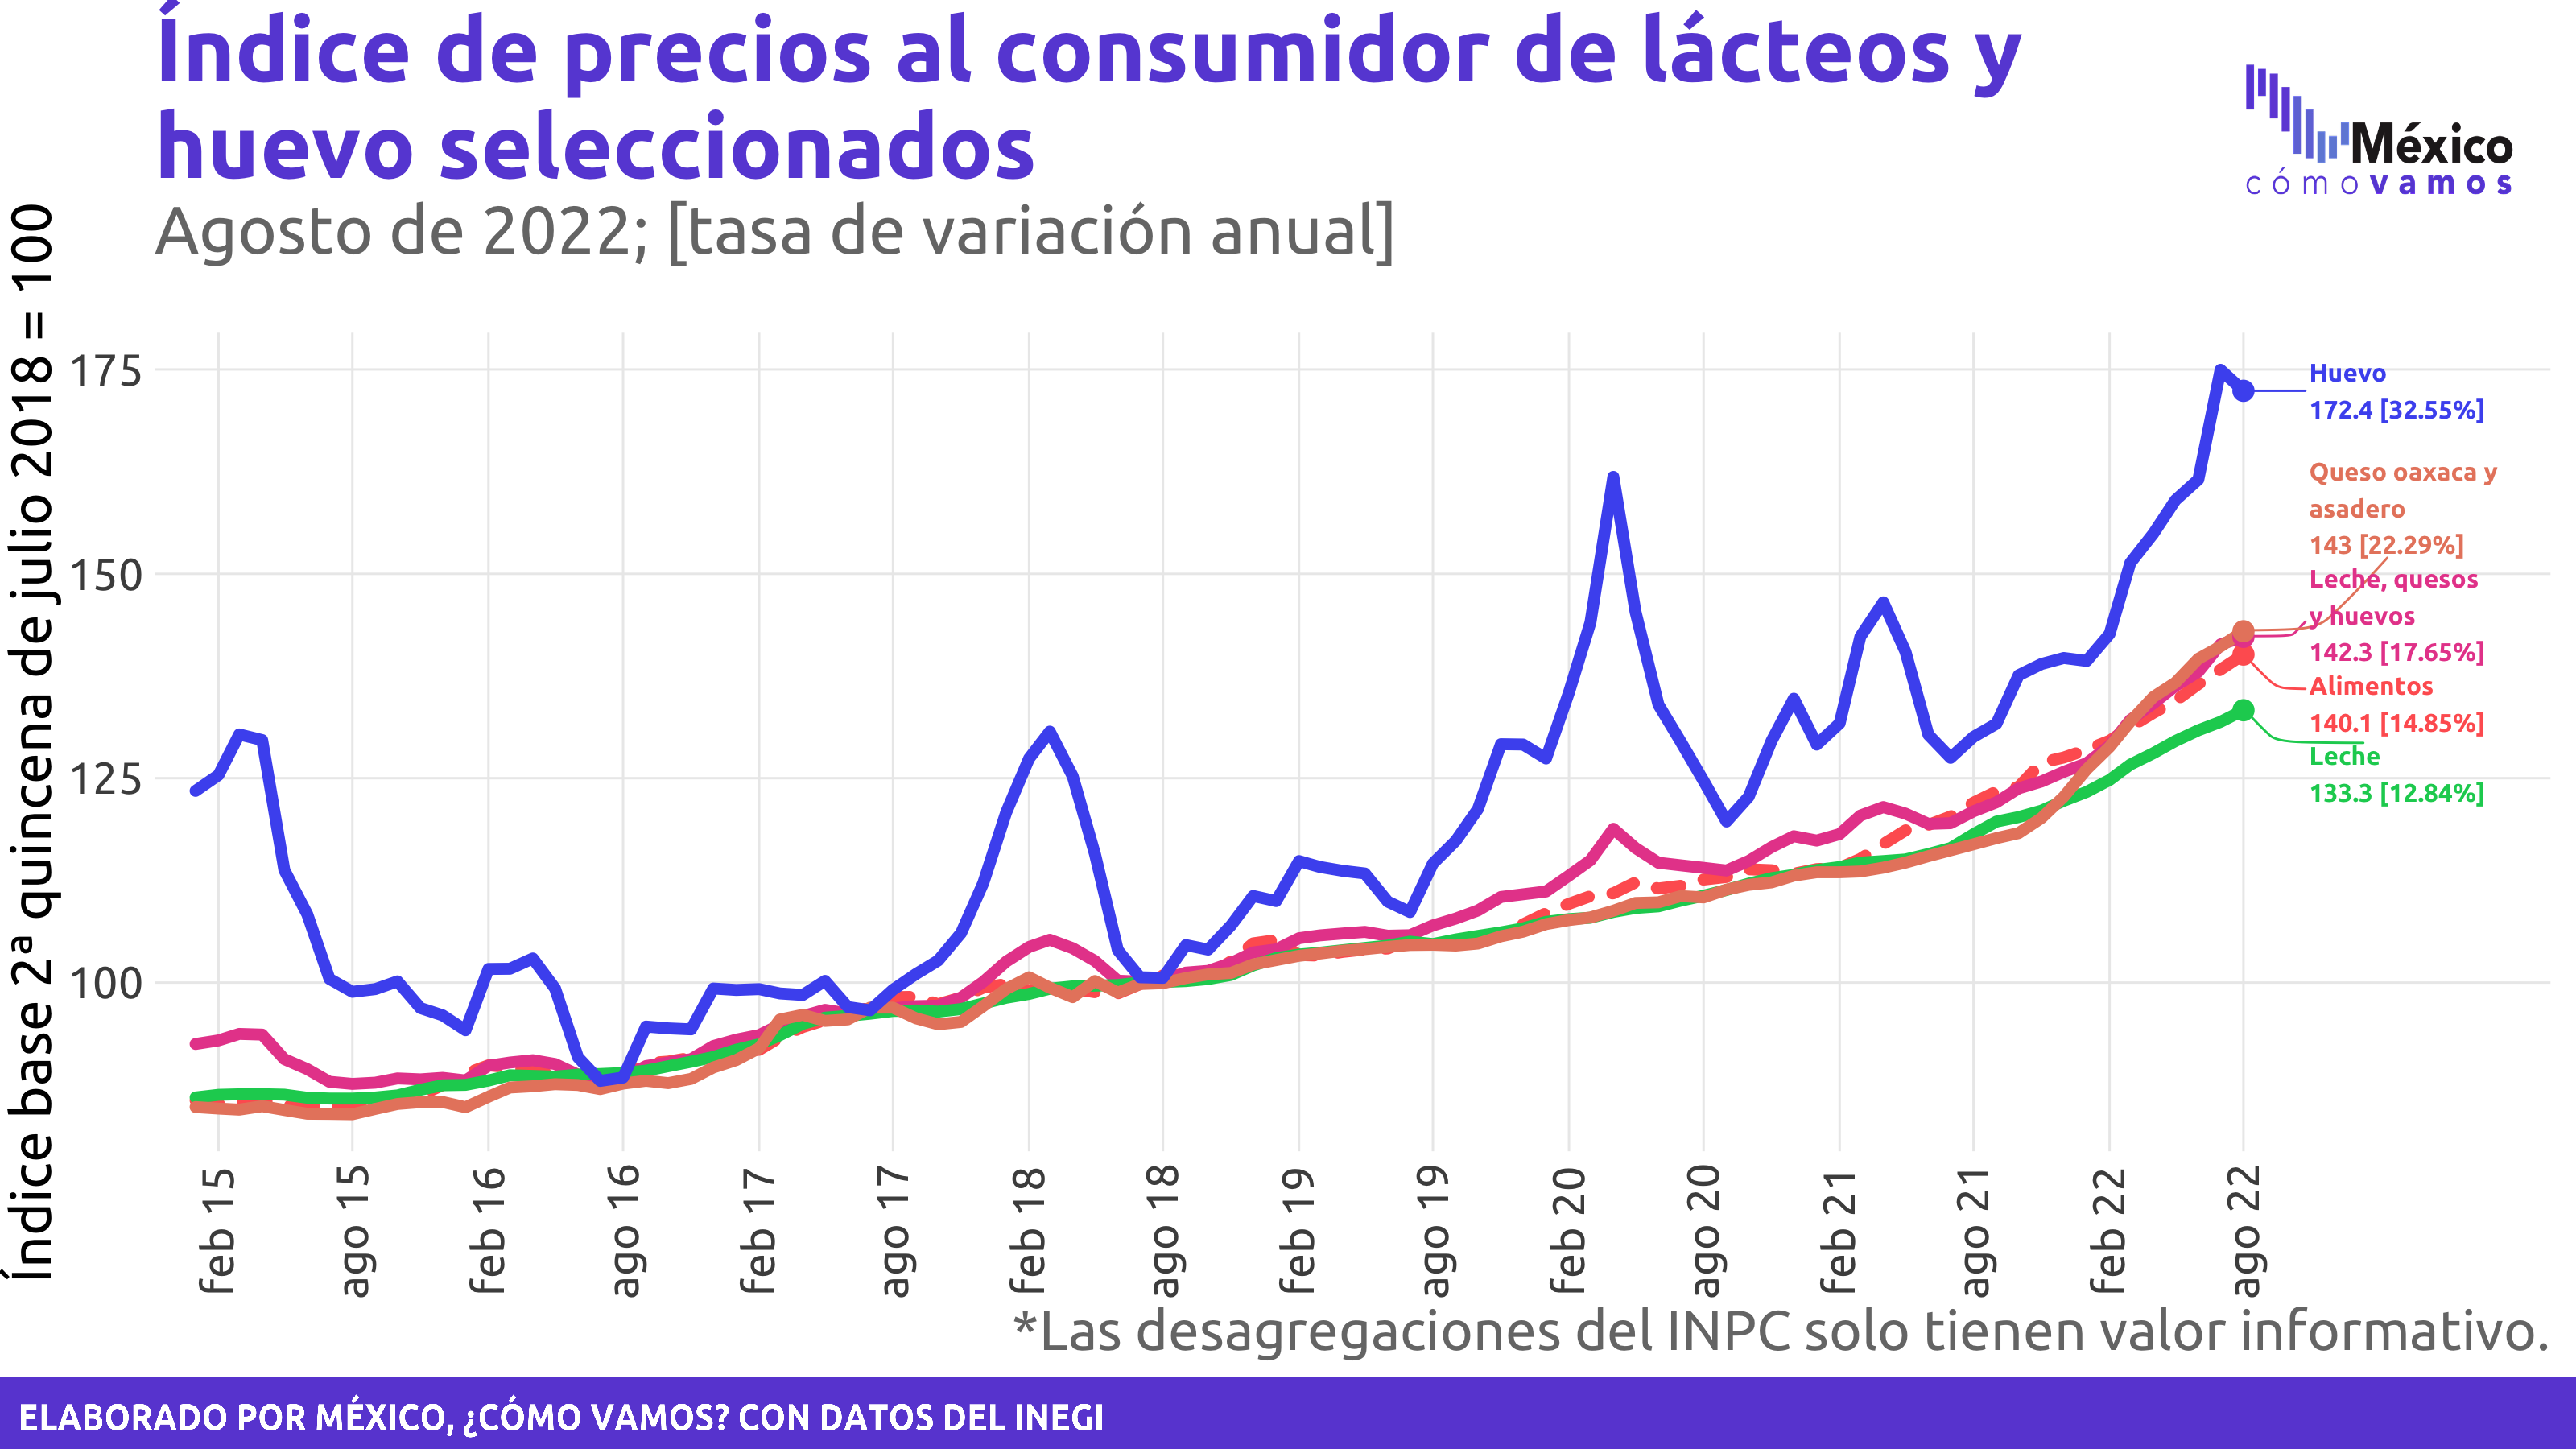 Índice de precios al consumidor de lácteos y
huevo seleccionados
Agosto de 2022; [tasa de variación anual]
México
cómo vamos
Índice base 2ª quincena de julio 2018 = 100
175
150
125
100
Huevo
172.4 [32.55%]
Queso oaxaca y
asadero
143 [22.29%]
Leche, quesos
y huevos
142.3 [17.65%]
Alimentos
140.1 [14.85%]
Leche
133.3 [12.84%]
feb 15
ago 15
feb 16
ago 16
feb 17
ago 17
feb 18
ago 18
feb 19
ago 19
feb 20
ago 20
feb 21
ago 21
feb 22
ago 22
*Las desagregaciones del INPC solo tienen valor informativo.
ELABORADO POR MÉXICO, ¿CÓMO VAMOS? CON DATOS DEL INEGI